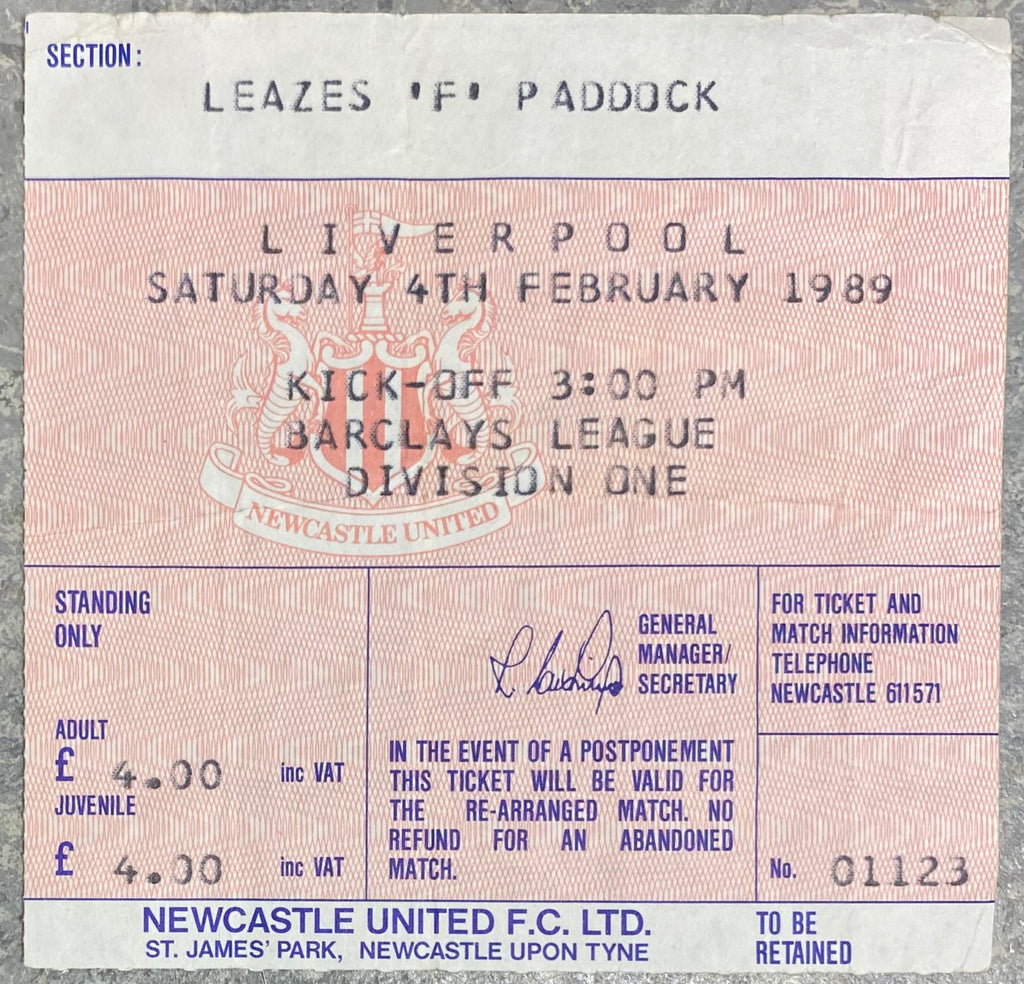 SECTION:
LEAZES 'F' PADDOCK
LIVERPOOL
SATURDAY 4TH FEBRUARY 1989
KICK-OFF 3:00 PM
BARCLAYS LEAGUE
DIVISION ONE
NEWCASTLE UNITED
STANDING
ONLY
ADULT
£ 4.00 inc VAT
JUVENILE
£ 4.00 inc VAT
GENERAL
MANAGER/
SECRETARY
IN THE EVENT OF A POSTPONEMENT
THIS TICKET WILL BE VALID FOR
THE RE-ARRANGED MATCH. NO
REFUND FOR AN ABANDONED
MATCH.
FOR TICKET AND
MATCH INFORMATION
TELEPHONE
NEWCASTLE 611571
No. 01123
NEWCASTLE UNITED F.C. LTD.
ST. JAMES' PARK, NEWCASTLE UPON TYNE
TO BE
RETAINED